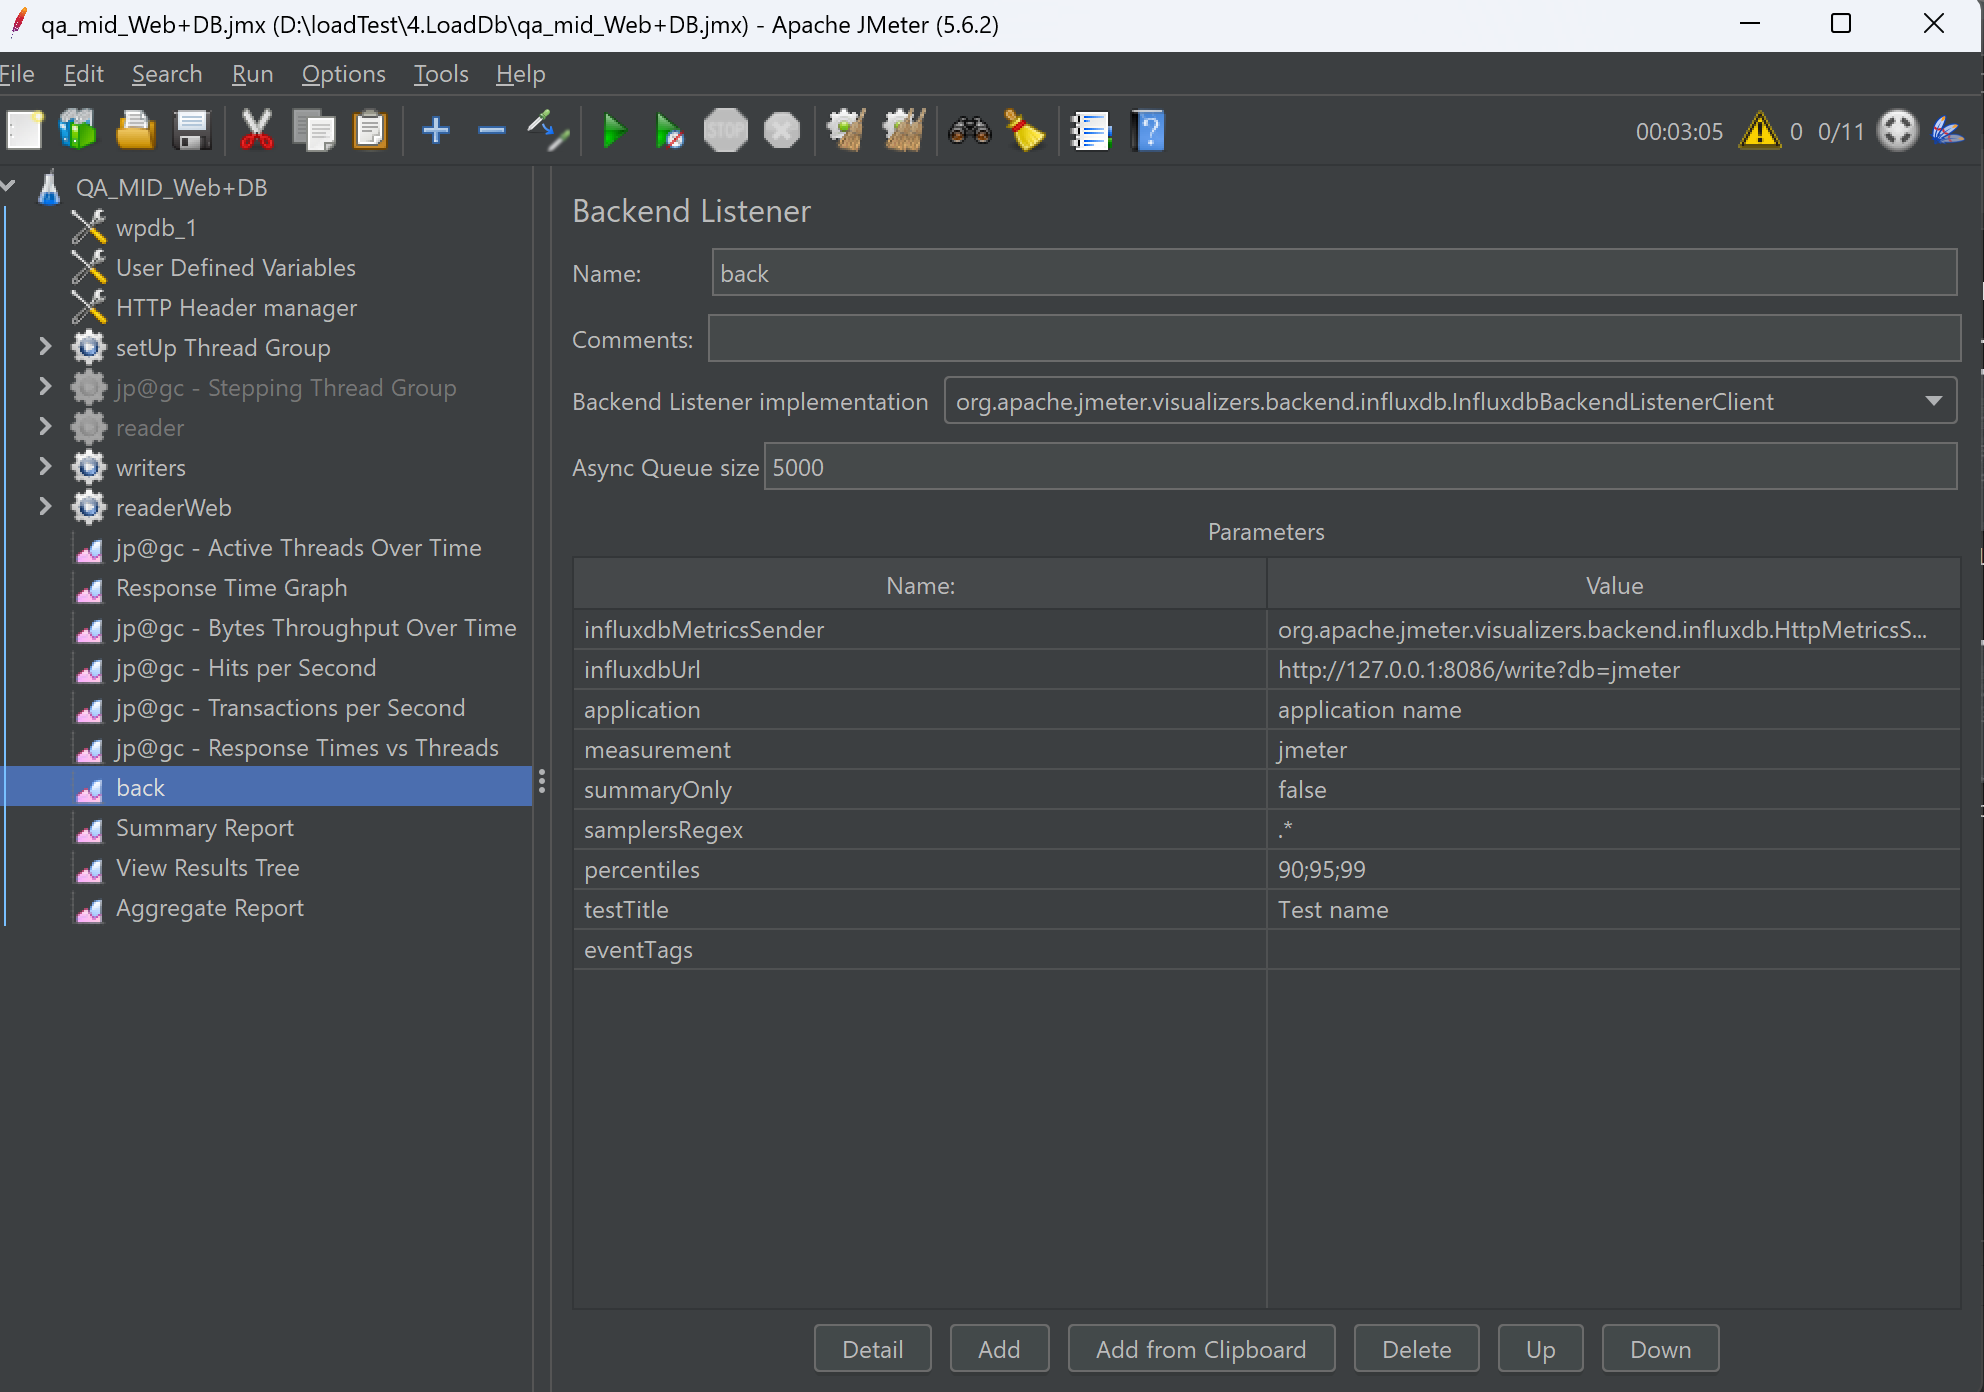 qa_mid_Web+DB.jmx (D:\loadTest\4.LoadDb\qa_mid_Web+DB.jmx) - Apache JMeter (5.6.2)
File Edit Search Run Options Tools Help
STOP 00:03:05 0 0/11
QA_MID_Web+DB
wpdb_1
User Defined Variables
HTTP Header manager
setUp Thread Group
jp@gc - Stepping Thread Group
reader
writers
readerWeb
jp@gc - Active Threads Over Time
Response Time Graph
jp@gc - Bytes Throughput Over Time
jp@gc - Hits per Second
jp@gc - Transactions per Second
jp@gc - Response Times vs Threads
back
Summary Report
View Results Tree
Aggregate Report
Backend Listener
Name: back
Comments:
Backend Listener implementation org.apache.jmeter.visualizers.backend.influxdb.InfluxdbBackendListenerClient
Async Queue size 5000
Parameters
Name: Value
influxdbMetricsSender org.apache.jmeter.visualizers.backend.influxdb.HttpMetricsS...
influxdbUrl http://127.0.0.1:8086/write?db=jmeter
application application name
measurement jmeter
summaryOnly false
samplersRegex .*
percentiles 90;95;99
testTitle Test name
eventTags
Detail Add Add from Clipboard Delete Up Down